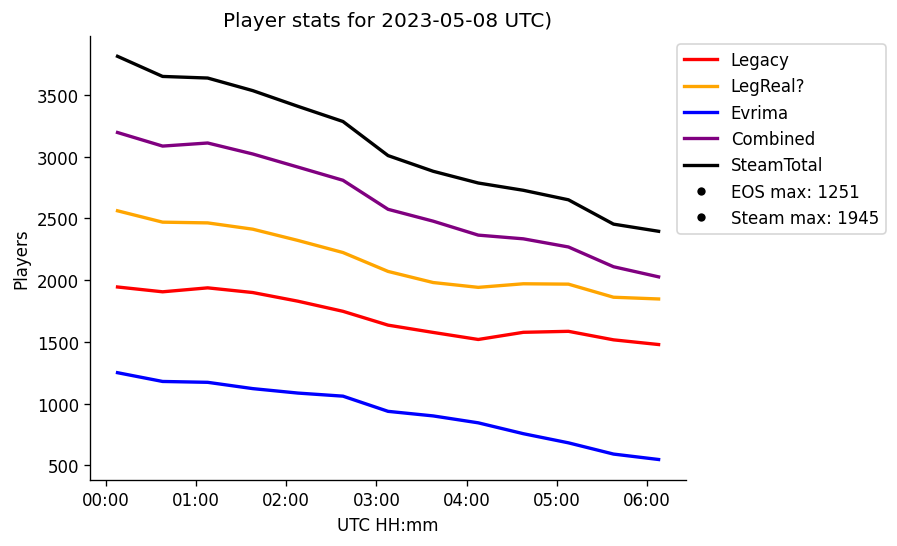 Player stats for 2023-05-08 UTC)
Legacy
LegReal?
Evrima
Combined
SteamTotal
EOS max: 1251
Steam max: 1945
Players
3500
3000
2500
2000
1500
1000
500
00:00 01:00 02:00 03:00 04:00 05:00 06:00
UTC HH:mm